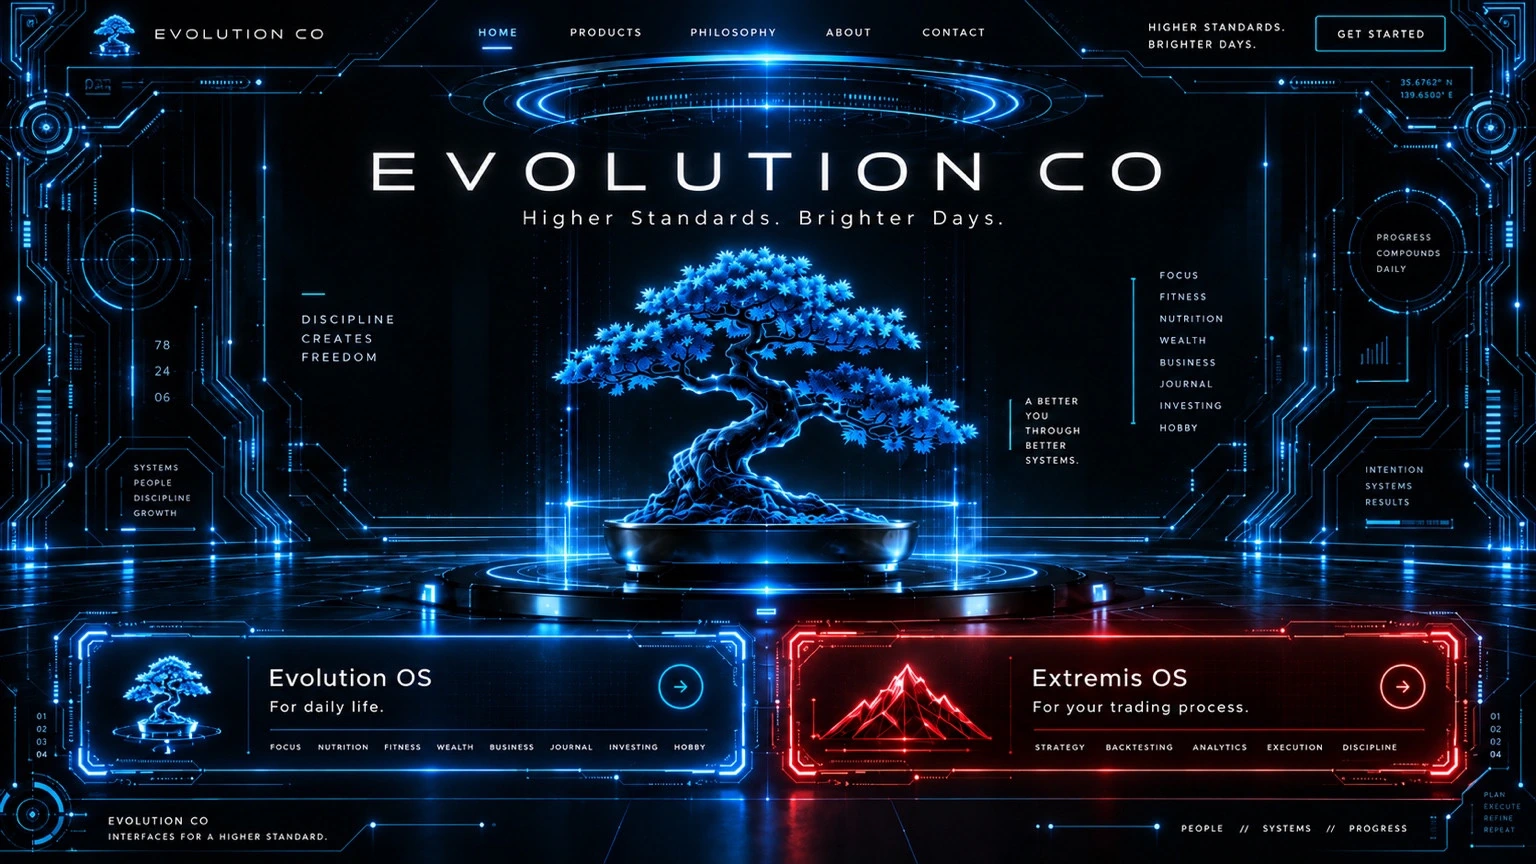 EVOLUTION CO
HOME PRODUCTS PHILOSOPHY ABOUT CONTACT
HIGHER STANDARDS.
BRIGHTER DAYS.
GET STARTED
35.6762° N
139.6500° E
EVOLUTION CO
Higher Standards. Brighter Days.
DISCIPLINE
CREATES
FREEDOM
78
24
06
SYSTEMS
PEOPLE
DISCIPLINE
GROWTH
A BETTER
YOU
THROUGH
BETTER
SYSTEMS.
FOCUS
FITNESS
NUTRITION
WEALTH
BUSINESS
JOURNAL
INVESTING
HOBBY
PROGRESS
COMPOUNDS
DAILY
INTENTION
SYSTEMS
RESULTS
01
02
03
04
Evolution OS
For daily life.
FOCUS NUTRITION FITNESS WEALTH BUSINESS JOURNAL INVESTING HOBBY
Extremis OS
For your trading process.
STRATEGY BACKTESTING ANALYTICS EXECUTION DISCIPLINE
01
02
02
04
EVOLUTION CO
INTERFACES FOR A HIGHER STANDARD.
PEOPLE // SYSTEMS // PROGRESS
PLAN
EXECUTE
REFINE
REPEAT